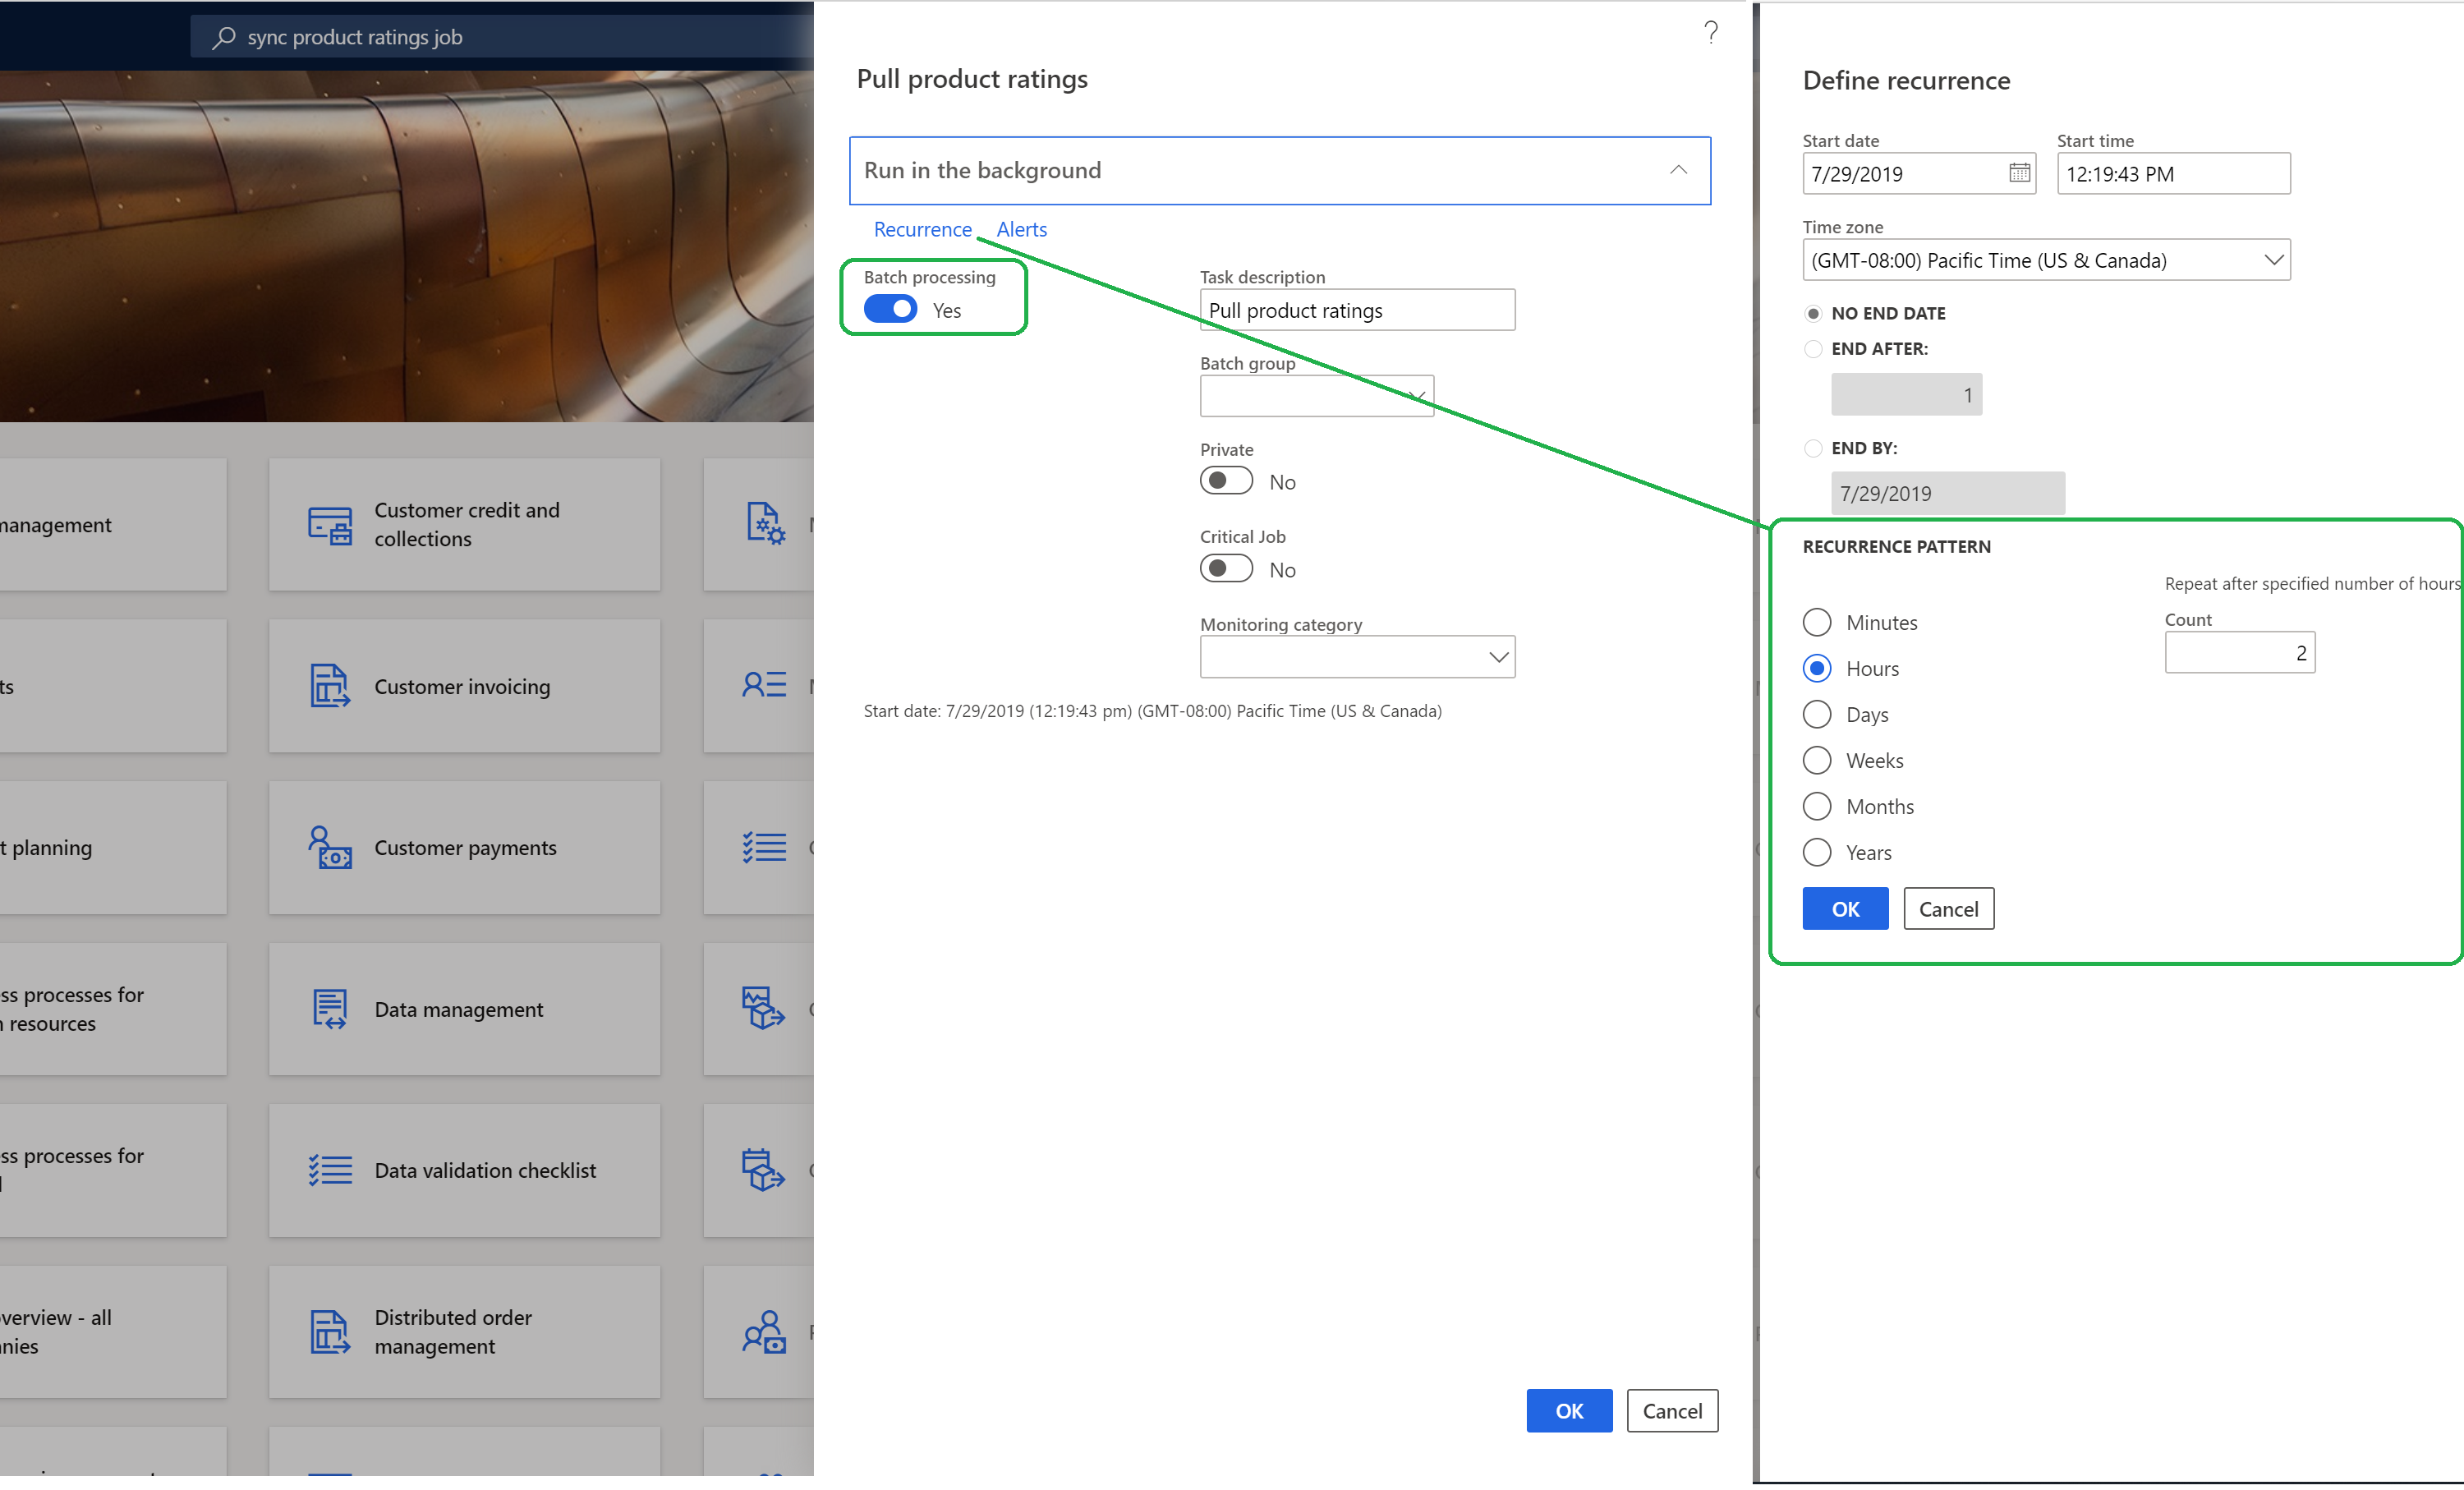 sync product ratings job
management
ts
t planning
ss processes for
n resources
ss processes for
verview - all
nies
Customer credit and
collections
Customer invoicing
Customer payments
Data management
Data validation checklist
Distributed order
management
?
Pull product ratings
Run in the background
Recurrence Alerts
Batch processing
Yes
Task description
Pull product ratings
Batch group
Private
No
Critical Job
No
Monitoring category
Start date: 7/29/2019 (12:19:43 pm) (GMT-08:00) Pacific Time (US & Canada)
OK Cancel
Define recurrence
Start date Start time
7/29/2019 12:19:43 PM
Time zone
(GMT-08:00) Pacific Time (US & Canada)
NO END DATE
END AFTER:
1
END BY:
7/29/2019
RECURRENCE PATTERN
Repeat after specified number of hours
Count
2
Minutes
Hours
Days
Weeks
Months
Years
OK Cancel